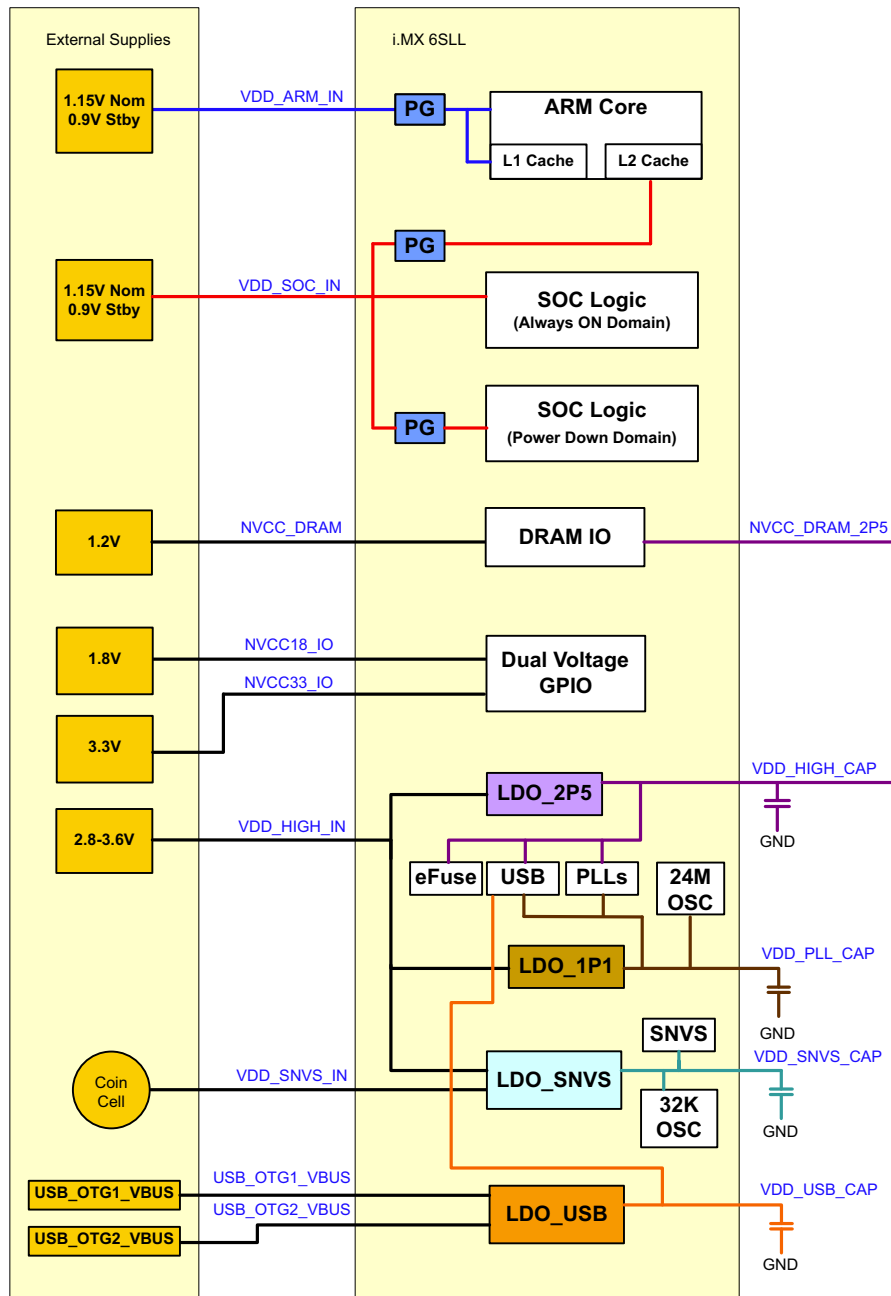 External Supplies
i.MX 6SLL
1.15V Nom
0.9V Stby
VDD_ARM_IN
PG
ARM Core
L1 Cache
L2 Cache
PG
1.15V Nom
0.9V Stby
VDD_SOC_IN
SOC Logic
(Always ON Domain)
PG
SOC Logic
(Power Down Domain)
1.2V
NVCC_DRAM
DRAM IO
NVCC_DRAM_2P5
1.8V
NVCC18_IO
Dual Voltage
GPIO
NVCC33_IO
3.3V
LDO_2P5
VDD_HIGH_CAP
GND
2.8-3.6V
VDD_HIGH_IN
eFuse
USB
PLLs
24M
OSC
LDO_1P1
VDD_PLL_CAP
GND
SNVS
Coin
Cell
VDD_SNVS_IN
LDO_SNVS
VDD_SNVS_CAP
32K
OSC
GND
USB_OTG1_VBUS
USB_OTG1_VBUS
USB_OTG2_VBUS
USB_OTG2_VBUS
LDO_USB
VDD_USB_CAP
GND